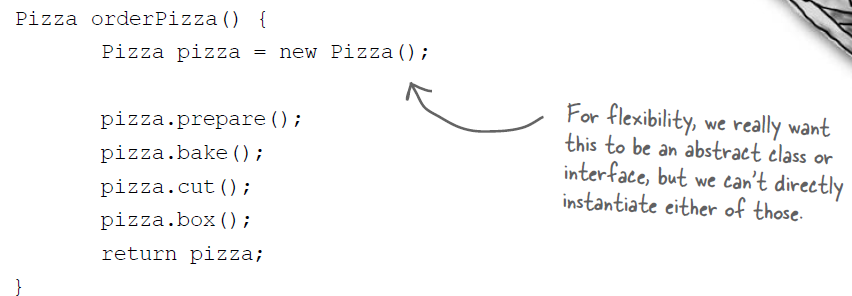 Pizza orderPizza() {
Pizza pizza = new Pizza();
pizza.prepare();
pizza.bake();
pizza.cut();
pizza.box();
return pizza;
}
For flexibility, we really want
this to be an abstract class or
interface, but we can't directly
instantiate either of those.